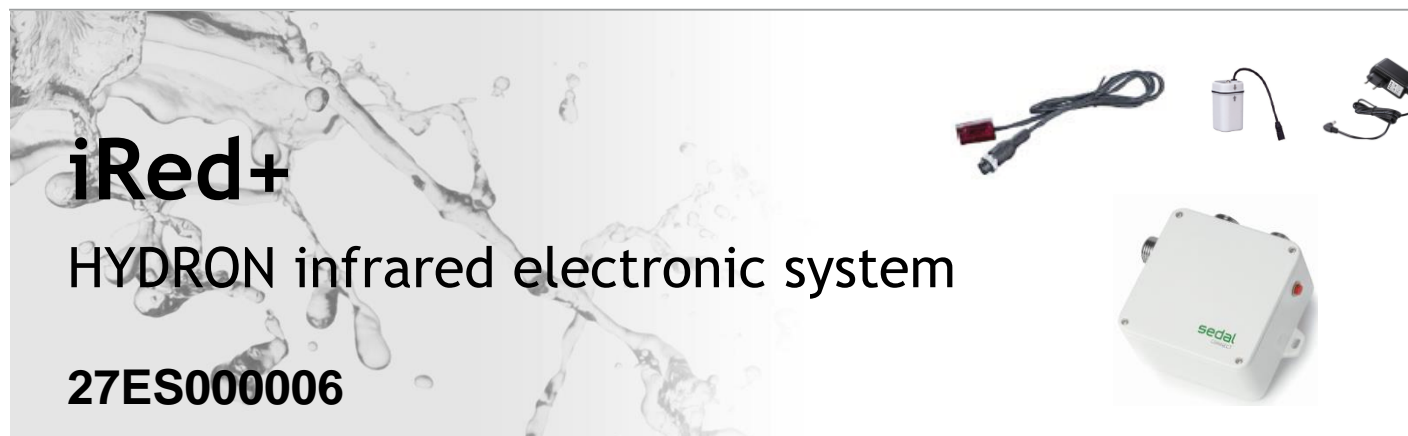 iRed+
HYDRON infrared electronic system
27ES000006
sedal